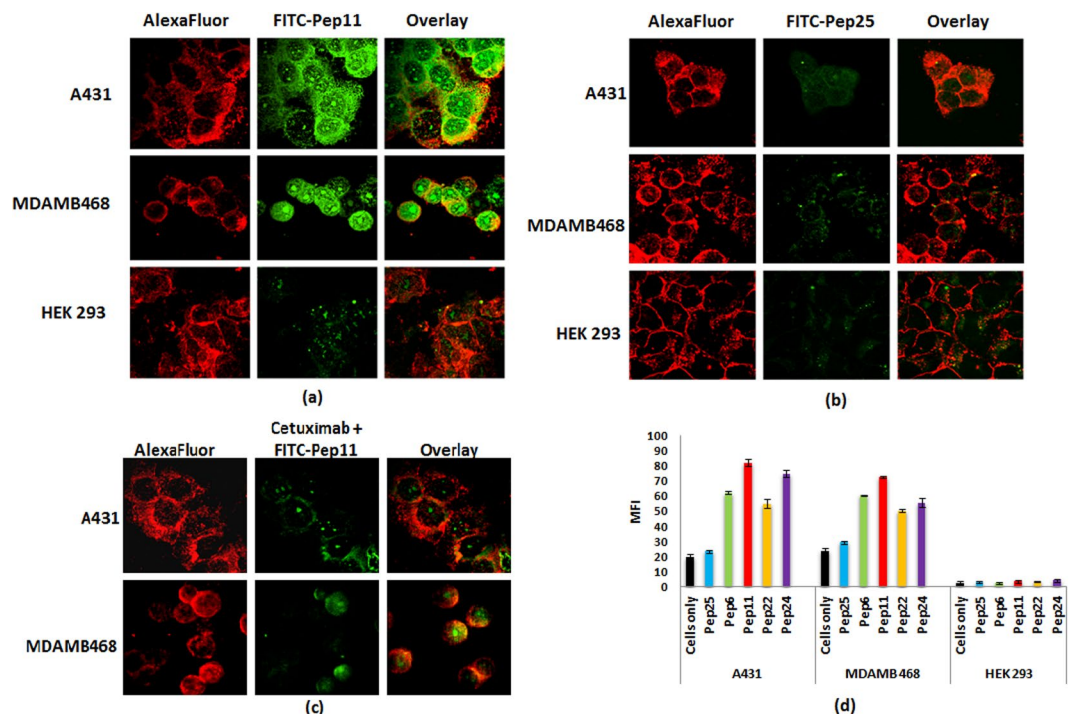 AlexaFluor FITC-Pep11 Overlay
A431
MDAMB468
HEK 293
(a)
AlexaFluor FITC-Pep25 Overlay
A431
MDAMB468
HEK 293
(b)
Cetuximab +
AlexaFluor FITC-Pep11 Overlay
A431
MDAMB468
(c)
MFI
100
90
80
70
60
50
40
30
20
10
0
Cells only Pep25 Pep6 Pep11 Pep22 Pep24 Cells only Pep25 Pep6 Pep11 Pep22 Pep24 Cells only Pep25 Pep6 Pep11 Pep22 Pep24
A431 MDAMB468 HEK293
(d)